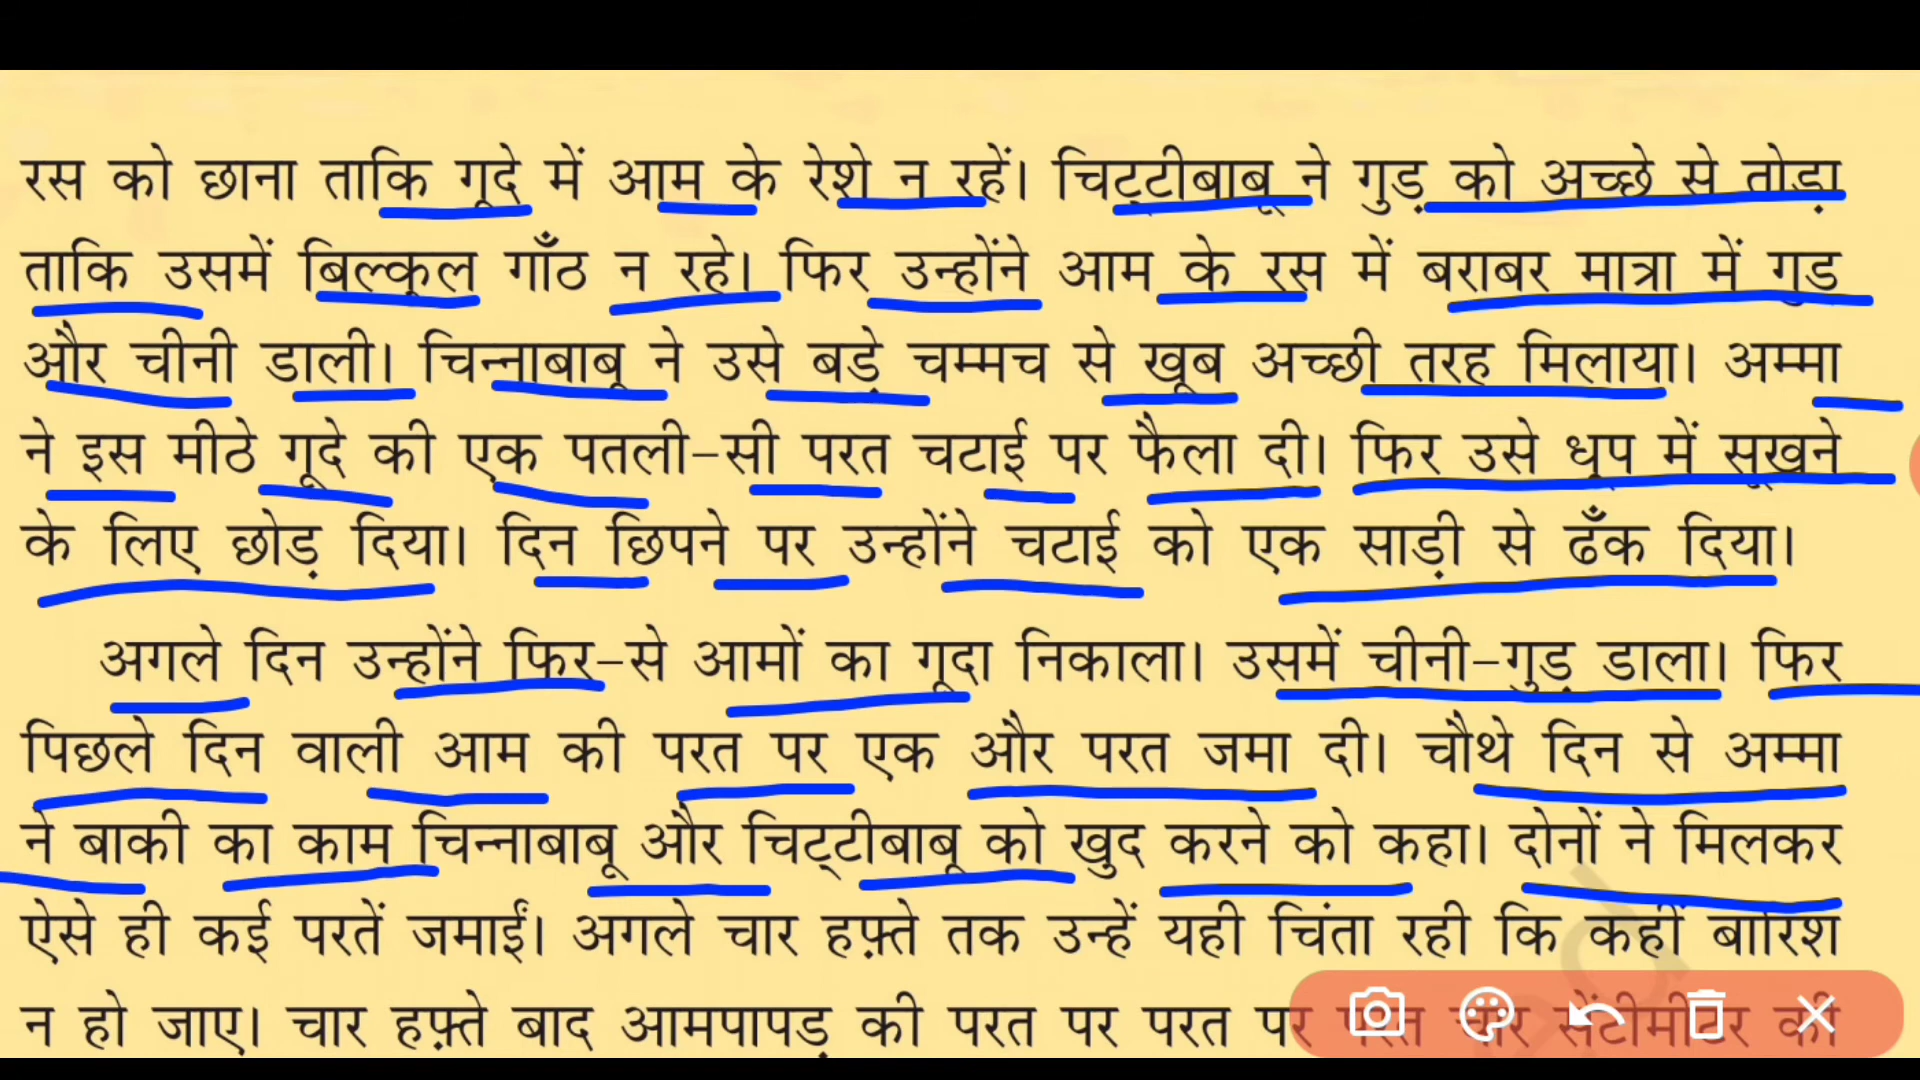 रस को छाना ताकि गूदे में आम के रेशे न रहें। चिट्टीबाबू ने गुड़ को अच्छे से तोड़ा
ताकि उसमें बिल्कुल गाँठ न रहे। फिर उन्होंने आम के रस में बराबर मात्रा में गुड़
और चीनी डाली। चिन्नाबाबू ने उसे बड़े चम्मच से खूब अच्छी तरह मिलाया। अम्मा
ने इस मीठे गूदे की एक पतली-सी परत चटाई पर फैला दी। फिर उसे धूप में सूखने
के लिए छोड़ दिया। दिन छिपने पर उन्होंने चटाई को एक साड़ी से ढँक दिया।
अगले दिन उन्होंने फिर-से आमों का गूदा निकाला। उसमें चीनी-गुड़ डाला। फिर
पिछले दिन वाली आम की परत पर एक और परत जमा दी। चौथे दिन से अम्मा
ने बाकी का काम चिन्नाबाबू और चिट्टीबाबू को खुद करने को कहा। दोनों ने मिलकर
ऐसे ही कई परतें जमाईं। अगले चार हफ़्ते तक उन्हें यही चिंता रही कि कहीं बारिश
न हो जाए। चार हफ़्ते बाद आमपापड़ की परत पर परत पर परत चार सेंटीमीटर की